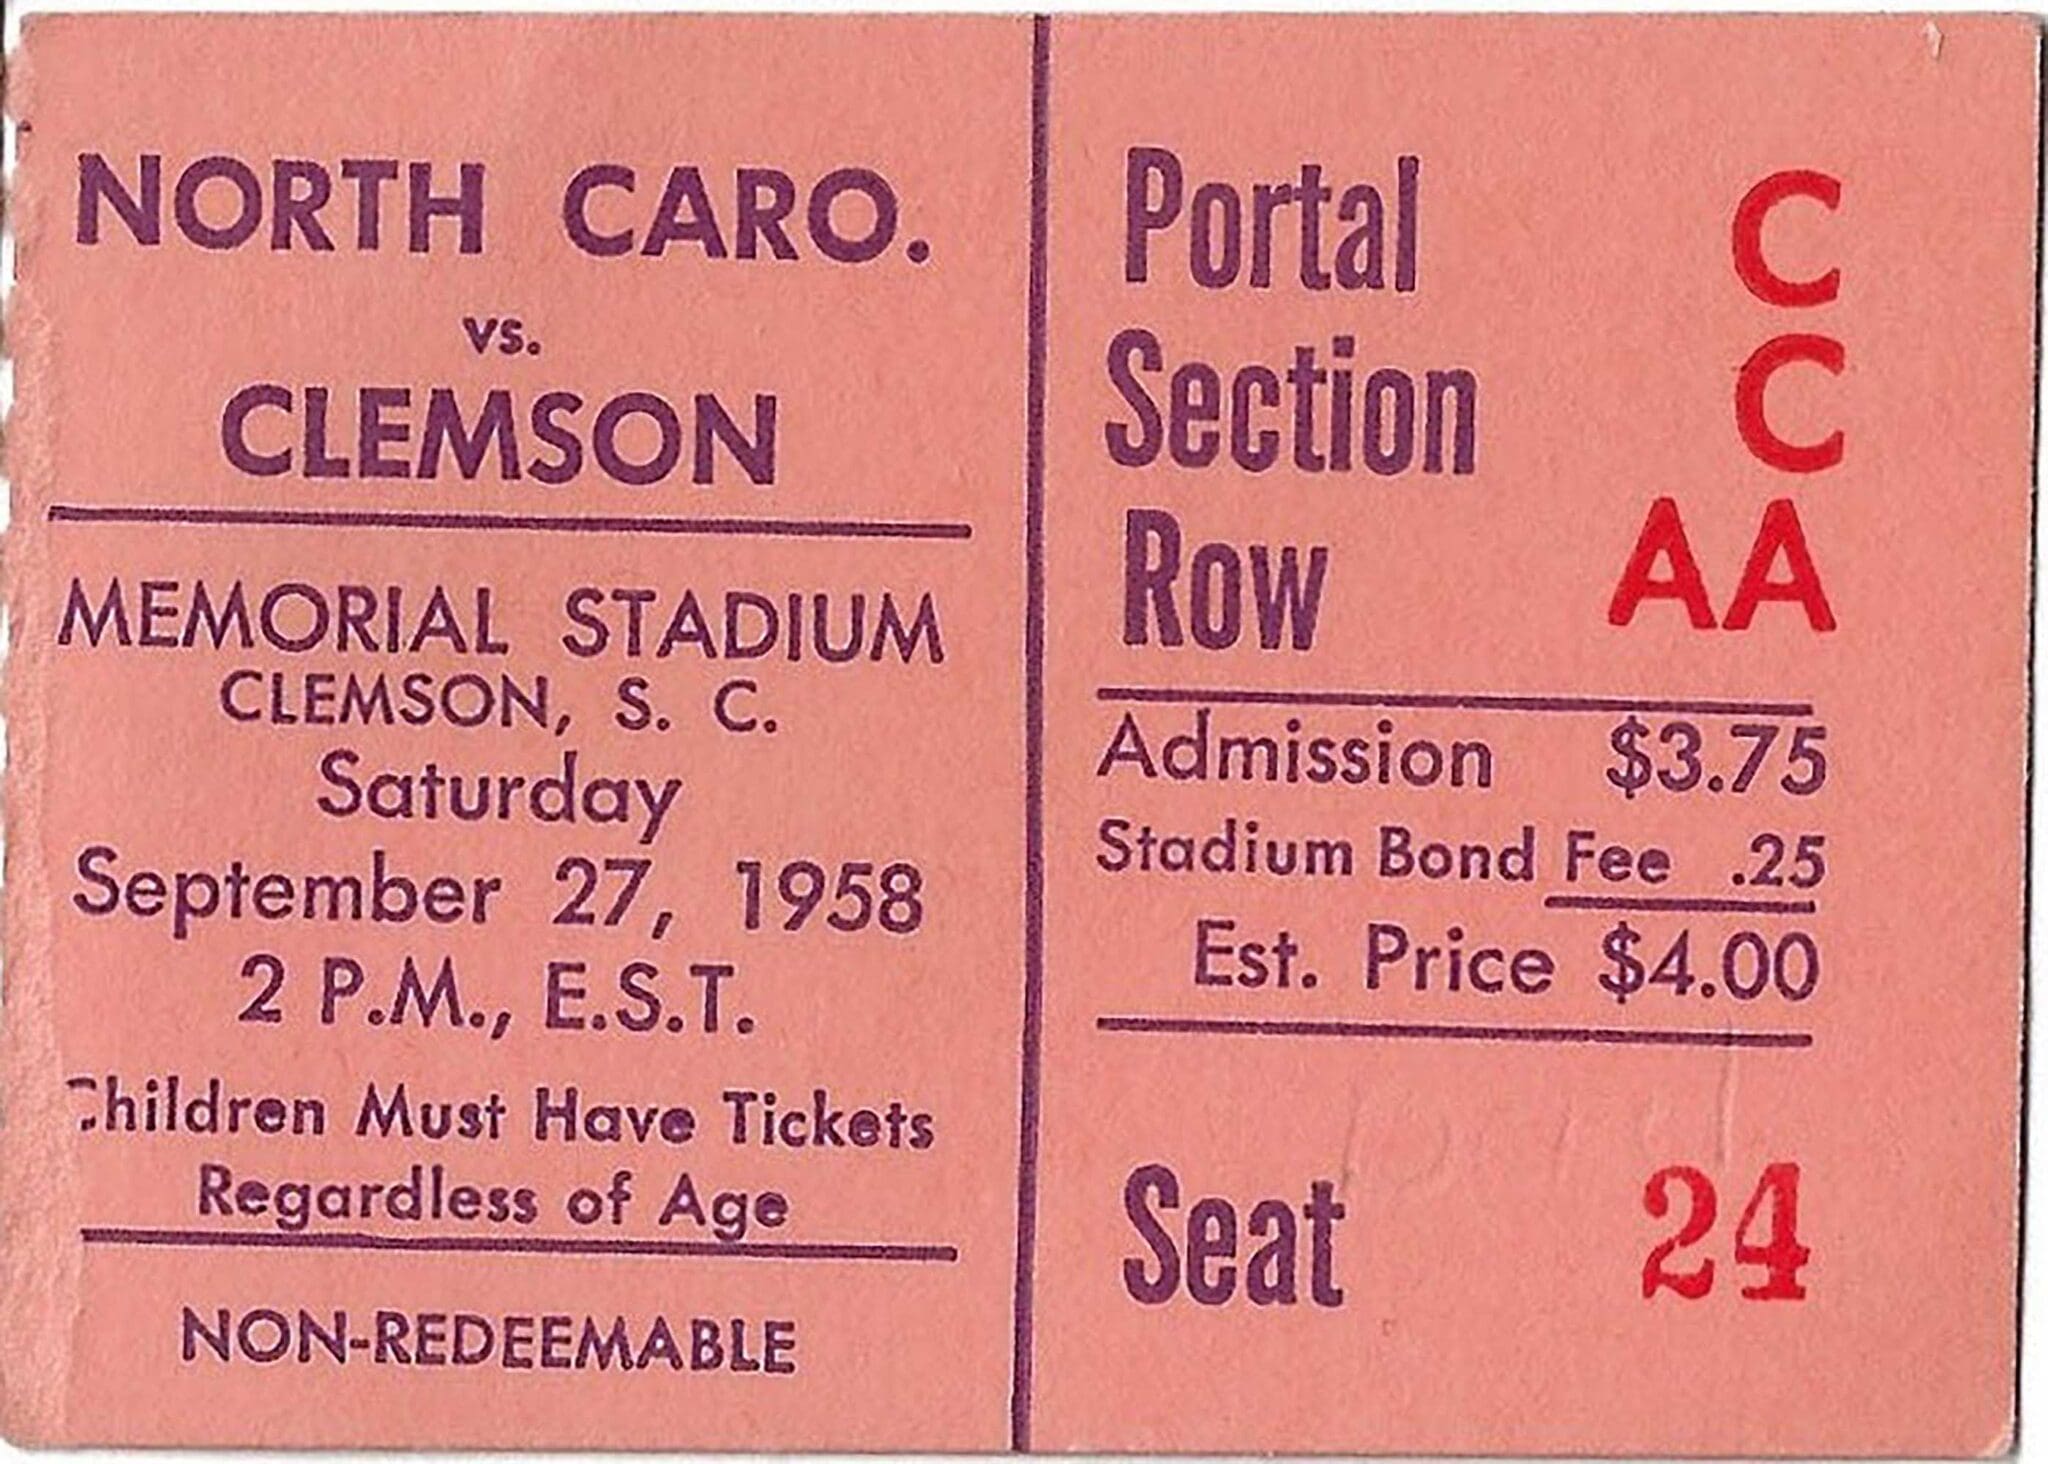 NORTH CARO.
vs.
CLEMSON
MEMORIAL STADIUM
CLEMSON, S. C.
Saturday
September 27, 1958
2 P.M., E.S.T.
Children Must Have Tickets
Regardless of Age
NON-REDEEMABLE
Portal C
Section C
Row AA
Admission $3.75
Stadium Bond Fee .25
Est. Price $4.00
Seat 24